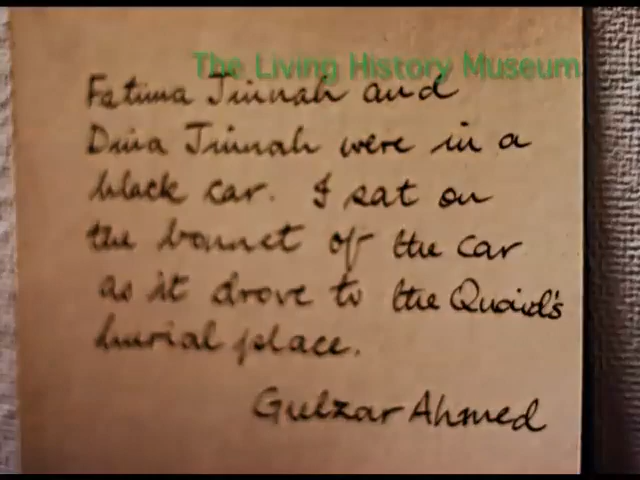 The Living History Museum
Fatima Jinnah and
Dina Jinnah were in a
black car. I sat on
the bonnet of the car
as it drove to the Quaid's
burial place.
Gulzar Ahmed